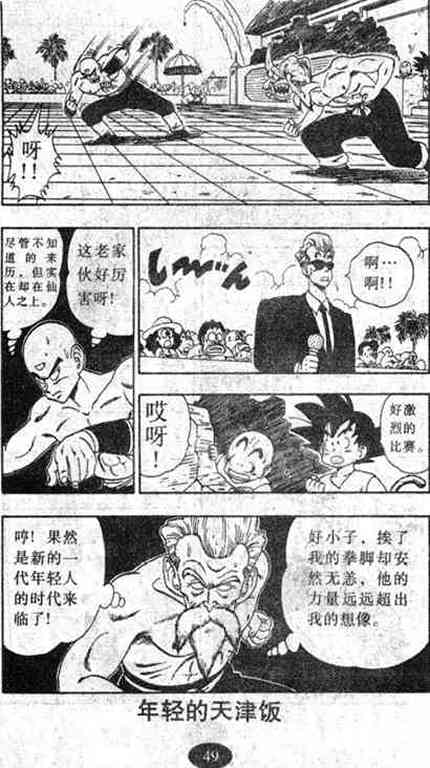 呀!!
啊…
啊!!
し~~ん
这老家
伙好厉
害呀!
尽管不知
道的来
历，但实
在却在仙
人之上。
好激
烈的
比赛。
哎呀!
好小子，挨了
我的拳脚却安
然无恙，他的
力量远远超出
我的想像。
哼! 果然
是新的一
代年轻人
的时代来
临了!
年轻的天津饭
49